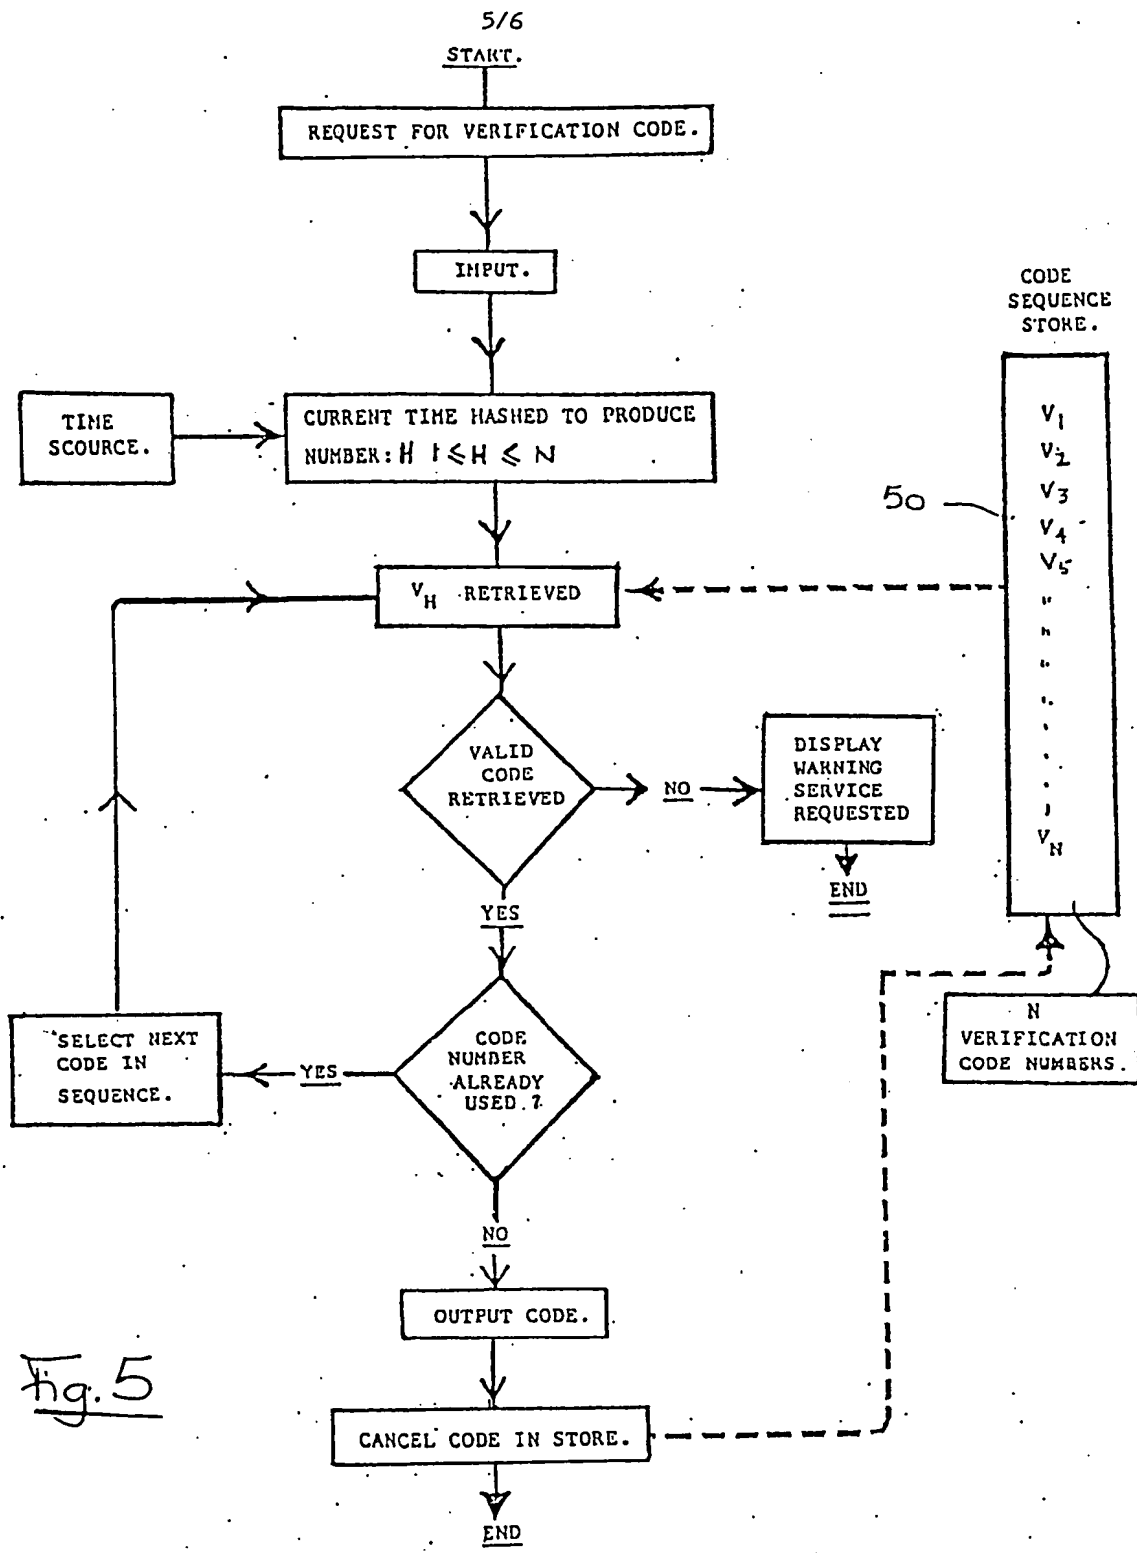 5/6
START.
REQUEST FOR VERIFICATION CODE.
INPUT.
CODE
SEQUENCE
STORE.
TIME
SCOURCE.
CURRENT TIME HASHED TO PRODUCE
NUMBER: H 1 ≤ H ≤ N
V1
V2
V3
V4
V5
50
VH RETRIEVED
VALID
CODE
RETRIEVED
NO
DISPLAY
WARNING
SERVICE
REQUESTED
VN
END
YES
N
VERIFICATION
CODE NUMBERS.
SELECT NEXT
CODE IN
SEQUENCE.
YES
CODE
NUMBER
ALREADY
USED.?
NO
OUTPUT CODE.
Fig. 5
CANCEL CODE IN STORE.
END